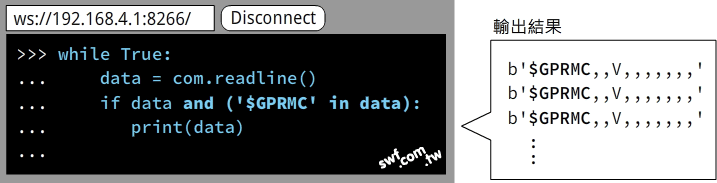 ws://192.168.4.1:8266/ Disconnect
>>> while True:
...     data = com.readline()
...     if data and ('$GPRMC' in data):
...        print(data)
...
swf.com.tw
輸出結果
b'$GPRMC,,V,,,,,,,'
b'$GPRMC,,V,,,,,,,'
b'$GPRMC,,V,,,,,,,'
⋮